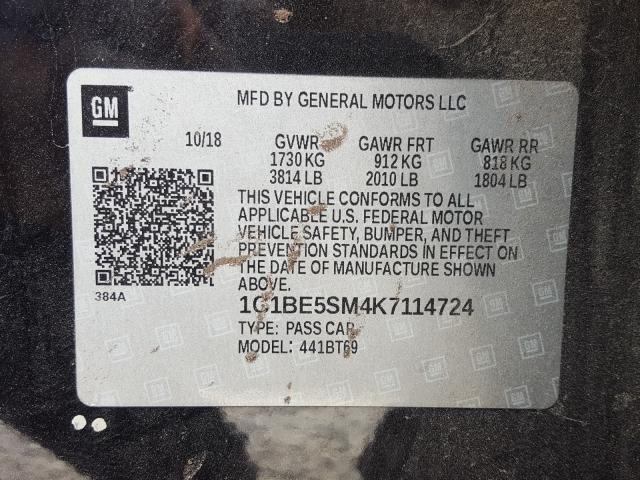 GM
MFD BY GENERAL MOTORS LLC
10/18 GVWR GAWR FRT GAWR RR
1730 KG 912 KG 818 KG
3814 LB 2010 LB 1804 LB
THIS VEHICLE CONFORMS TO ALL
APPLICABLE U.S. FEDERAL MOTOR
VEHICLE SAFETY, BUMPER, AND THEFT
PREVENTION STANDARDS IN EFFECT ON
THE DATE OF MANUFACTURE SHOWN
ABOVE.
384A
1G1BE5SM4K7114724
TYPE: PASS CAR
MODEL: 441BT69